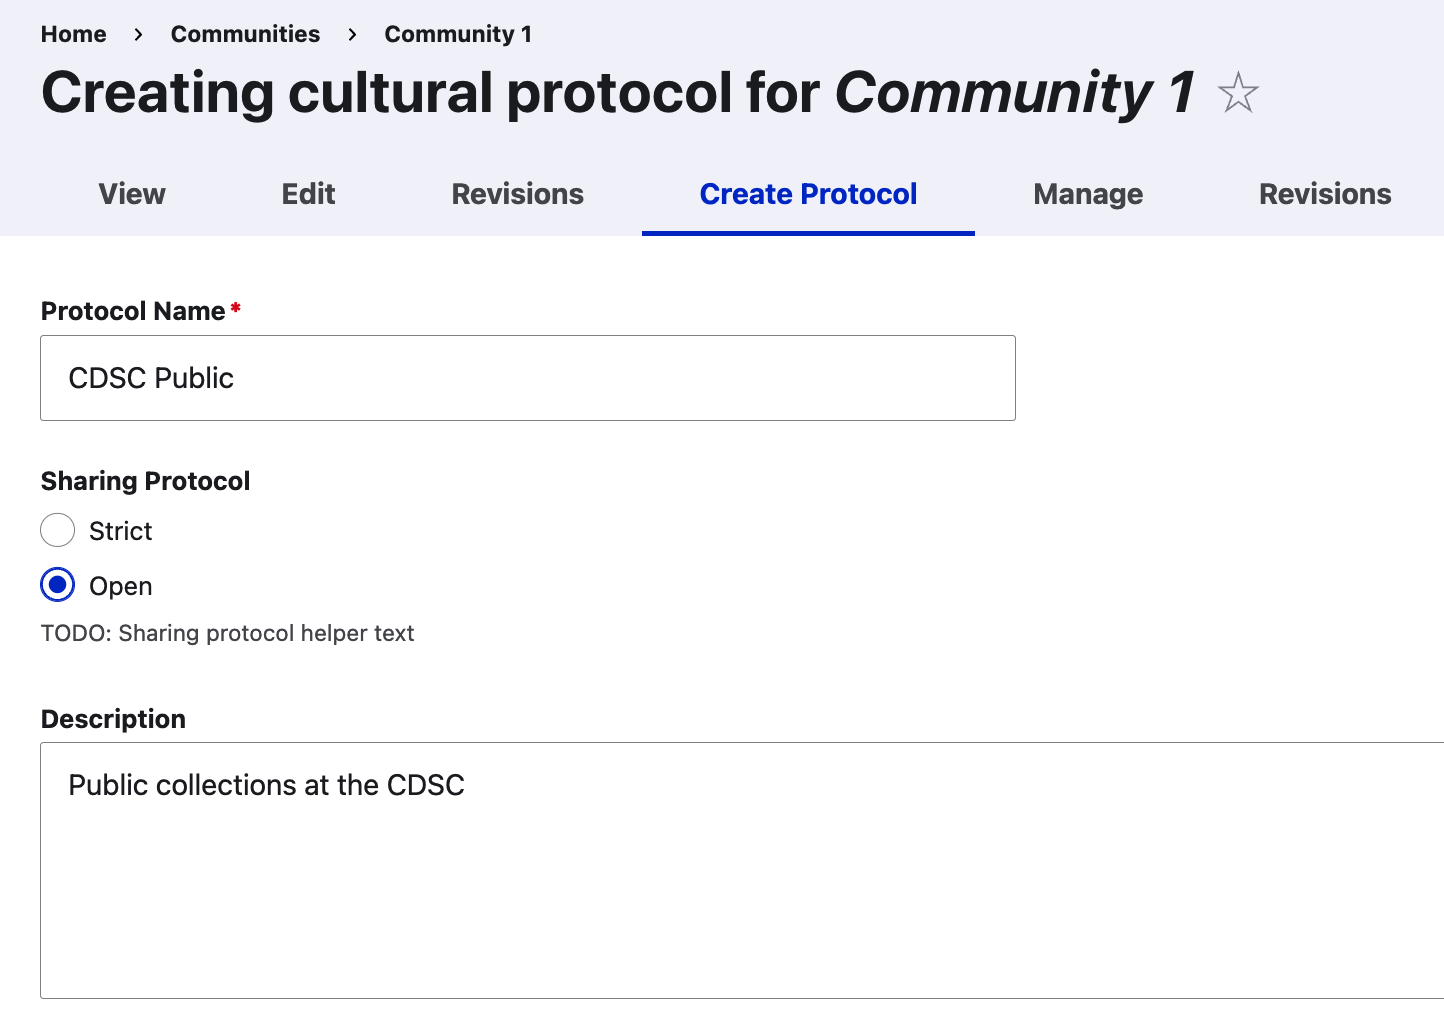 Home › Communities › Community 1
Creating cultural protocol for Community 1 ☆
View Edit Revisions Create Protocol Manage Revisions
Protocol Name*
CDSC Public
Sharing Protocol
Strict
Open
TODO: Sharing protocol helper text
Description
Public collections at the CDSC